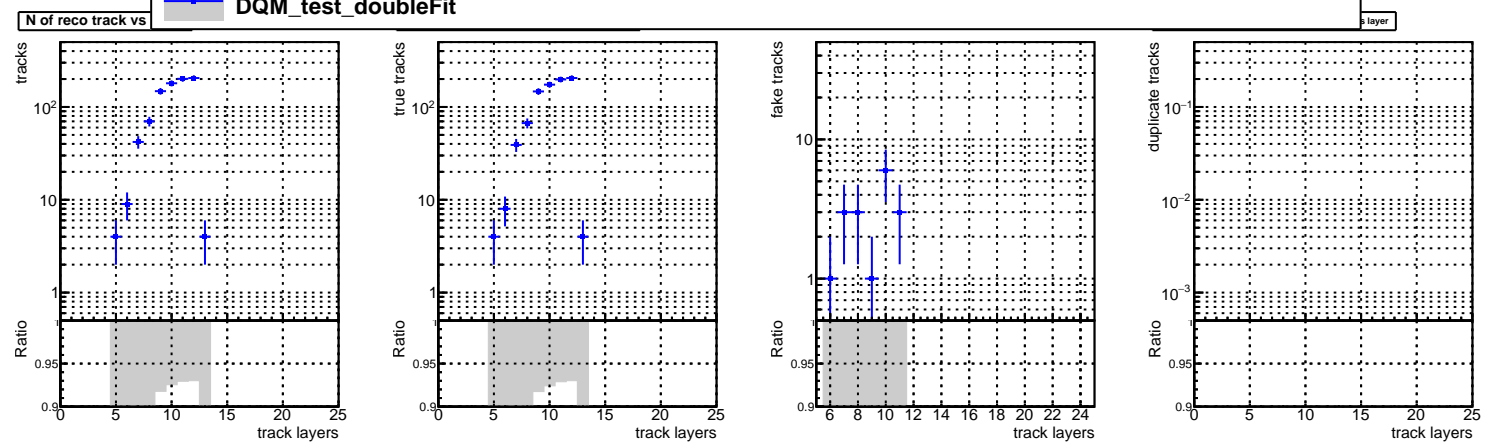 DQM_test_doubleFit
N of reco track vs
s layer
tracks
10²
10
1
Ratio
1
0.95
0.9
0 5 10 15 20 25
track layers
true tracks
10²
10
1
Ratio
1
0.95
0.9
0 5 10 15 20 25
track layers
fake tracks
10
1
Ratio
1
0.95
0.9
6 8 10 12 14 16 18 20 22 24
track layers
duplicate tracks
10⁻¹
10⁻²
10⁻³
Ratio
1
0.95
0.9
0 5 10 15 20 25
track layers